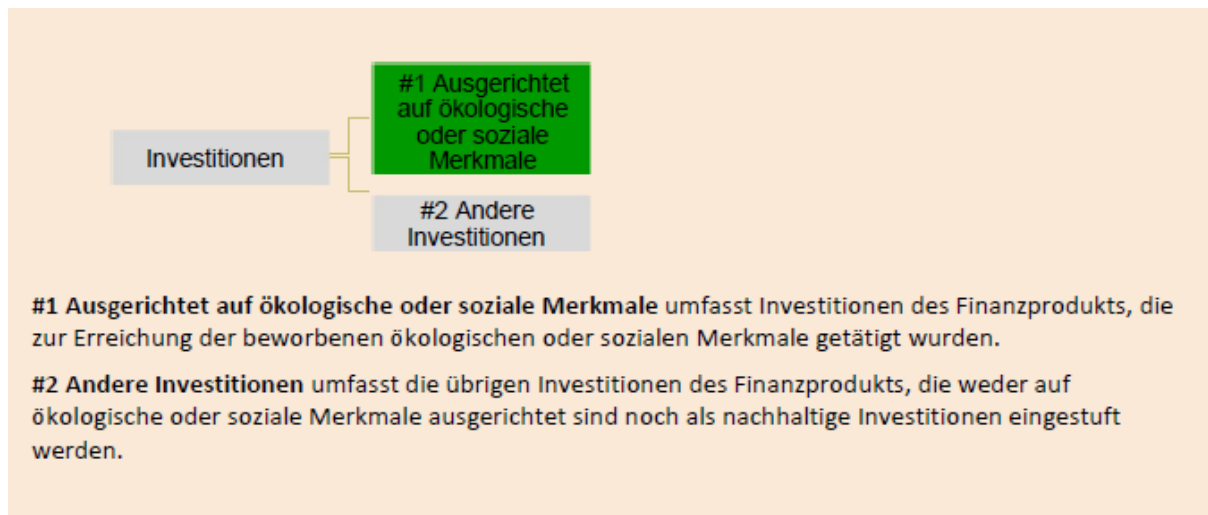 #1 Ausgerichtet
auf ökologische
oder soziale
Merkmale
Investitionen
#2 Andere
Investitionen
#1 Ausgerichtet auf ökologische oder soziale Merkmale umfasst Investitionen des Finanzprodukts, die
zur Erreichung der beworbenen ökologischen oder sozialen Merkmale getätigt wurden.
#2 Andere Investitionen umfasst die übrigen Investitionen des Finanzprodukts, die weder auf
ökologische oder soziale Merkmale ausgerichtet sind noch als nachhaltige Investitionen eingestuft
werden.